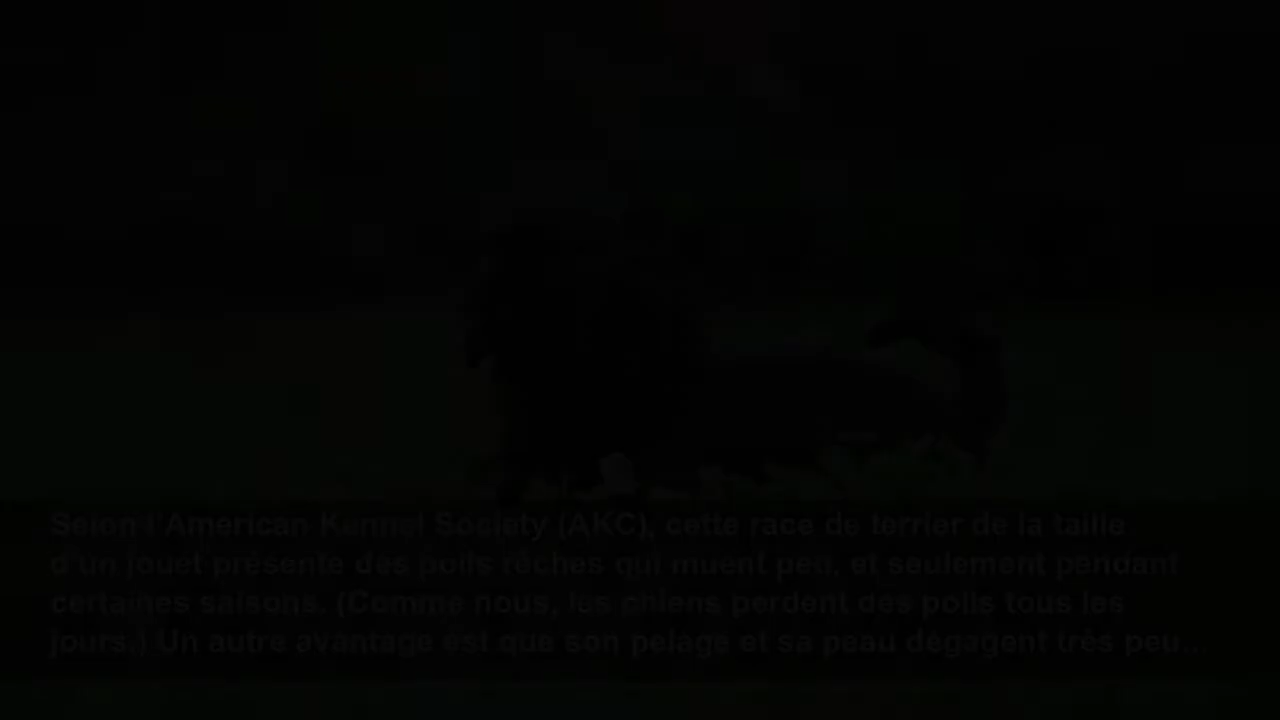 Selon l'American Kennel Society (AKC), cette race de terrier de la taille
d'un jouet présente des poils rêches qui muent peu, et seulement pendant
certaines saisons. (Comme nous, les chiens perdent des poils tous les
jours.) Un autre avantage est que son pelage et sa peau dégagent très peu...